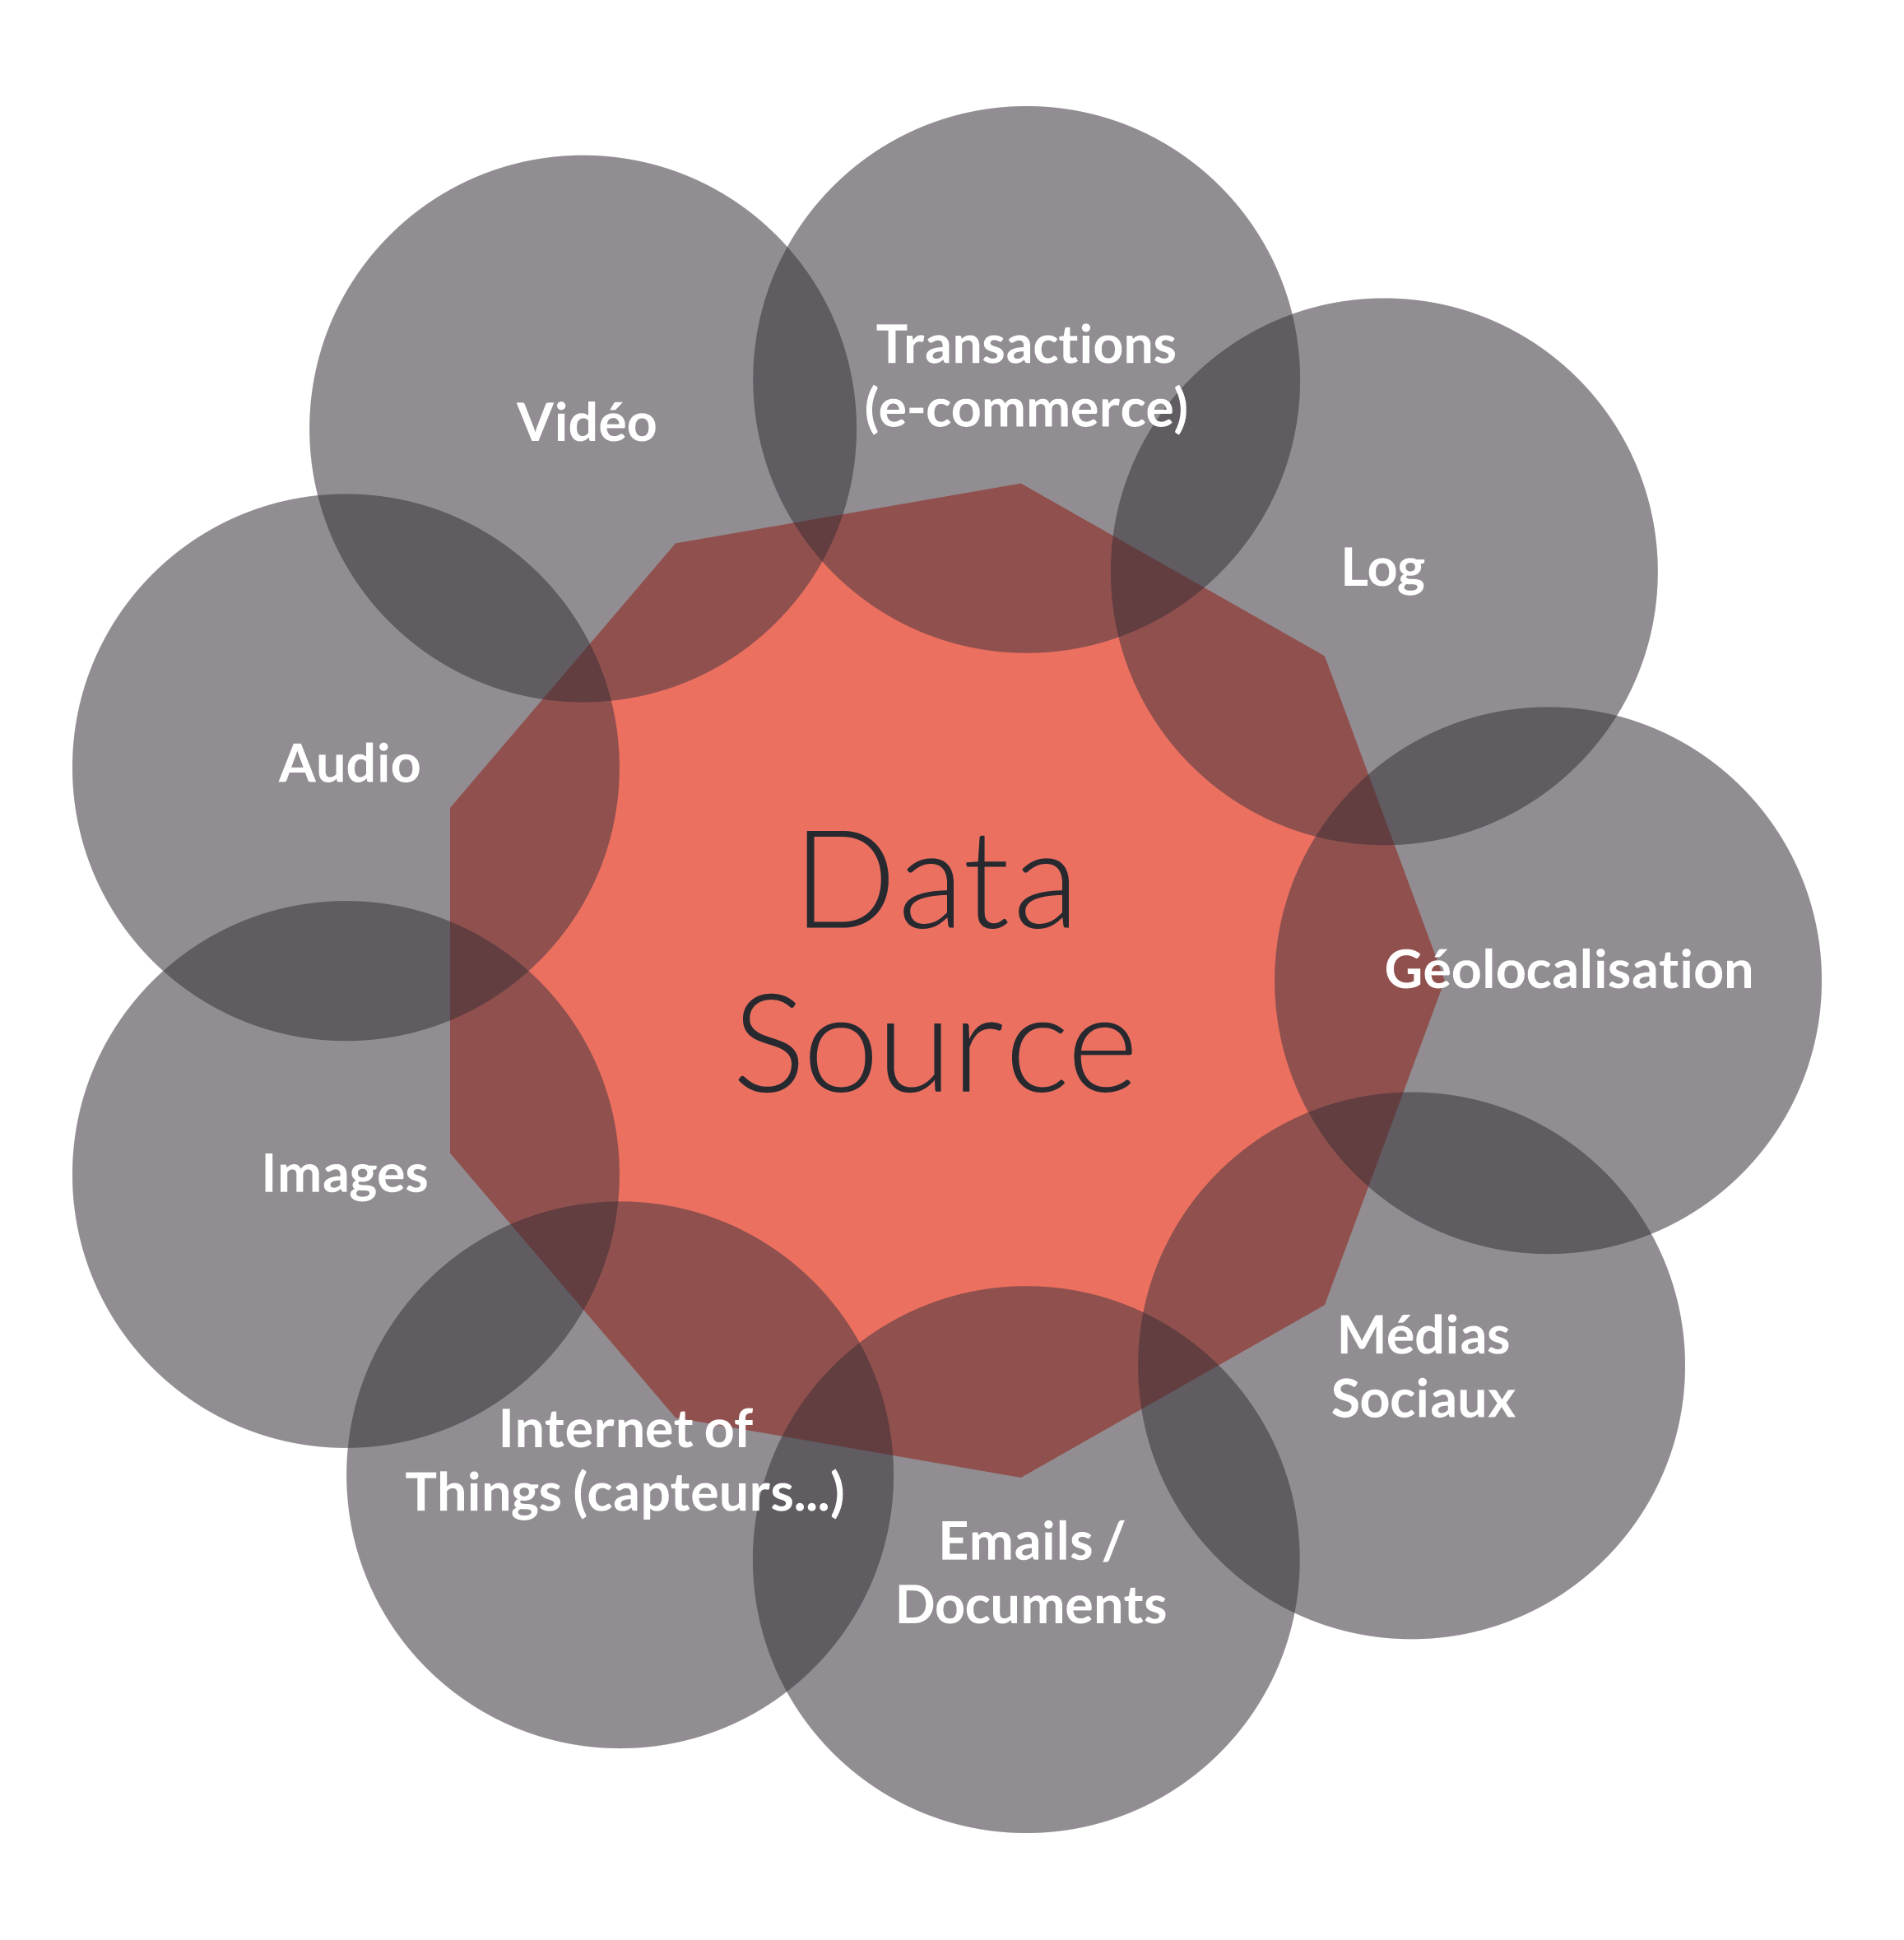 Transactions
(e-commerce)
Vidéo
Log
Audio
Data
Source
Géolocalisation
Images
Médias
Sociaux
Internet of
Things (capteurs...)
Emails /
Documents